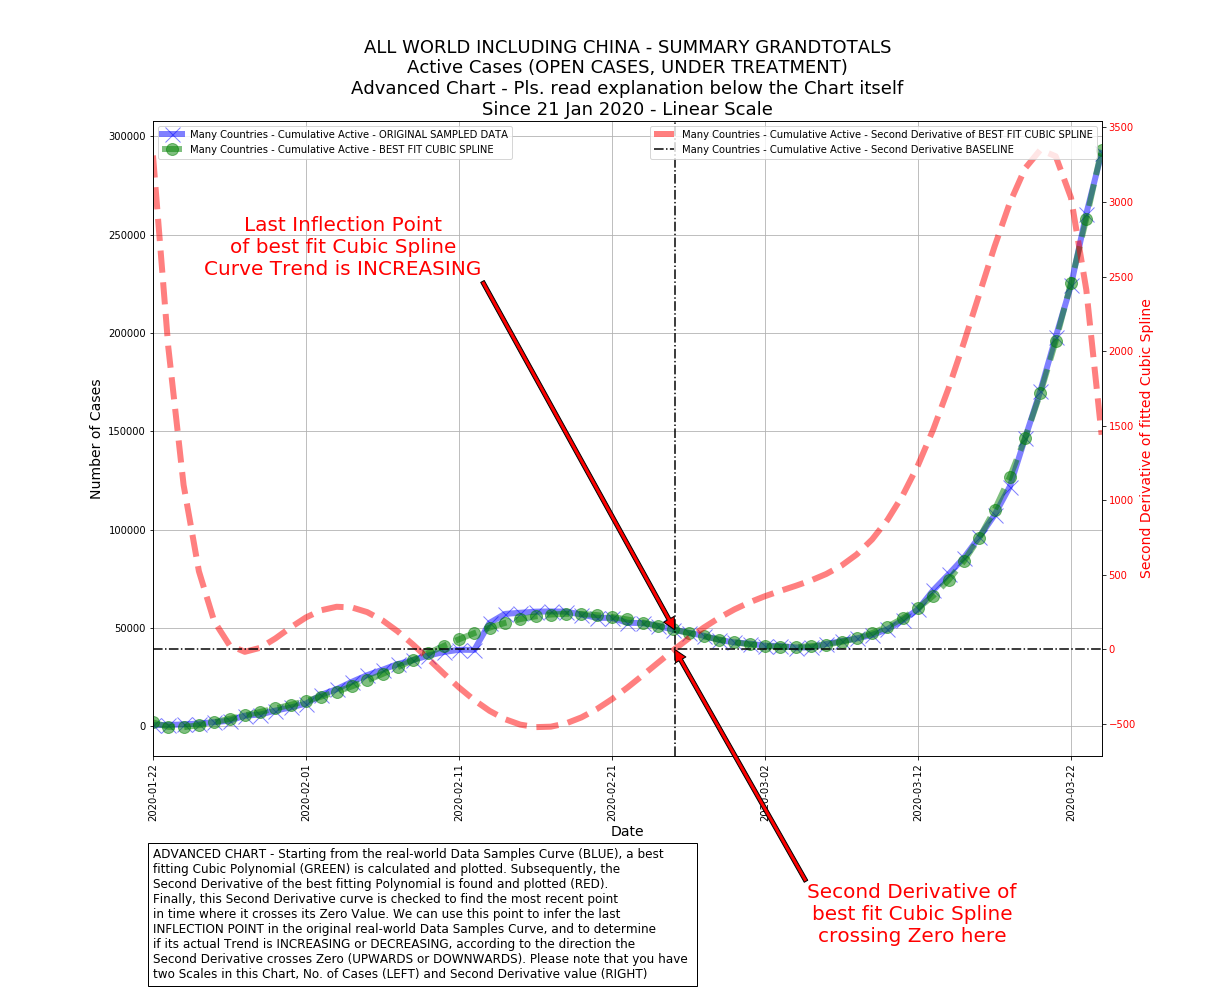 ALL WORLD INCLUDING CHINA - SUMMARY GRANDTOTALS
Active Cases (OPEN CASES, UNDER TREATMENT)
Advanced Chart - Pls. read explanation below the Chart itself
Since 21 Jan 2020 - Linear Scale
Many Countries - Cumulative Active - ORIGINAL SAMPLED DATA
Many Countries - Cumulative Active - BEST FIT CUBIC SPLINE
Many Countries - Cumulative Active - Second Derivative of BEST FIT CUBIC SPLINE
Many Countries - Cumulative Active - Second Derivative BASELINE
Last Inflection Point
of best fit Cubic Spline
Curve Trend is INCREASING
Number of Cases
300000
250000
200000
150000
100000
50000
0
Second Derivative of fitted Cubic Spline
3500
3000
2500
2000
1500
1000
500
0
−500
2020-01-22
2020-02-01
2020-02-11
2020-02-21
2020-03-02
2020-03-12
2020-03-22
Date
ADVANCED CHART - Starting from the real-world Data Samples Curve (BLUE), a best
fitting Cubic Polynomial (GREEN) is calculated and plotted. Subsequently, the
Second Derivative of the best fitting Polynomial is found and plotted (RED).
Finally, this Second Derivative curve is checked to find the most recent point
in time where it crosses its Zero Value. We can use this point to infer the last
INFLECTION POINT in the original real-world Data Samples Curve, and to determine
if its actual Trend is INCREASING or DECREASING, according to the direction the
Second Derivative crosses Zero (UPWARDS or DOWNWARDS). Please note that you have
two Scales in this Chart, No. of Cases (LEFT) and Second Derivative value (RIGHT)
Second Derivative of
best fit Cubic Spline
crossing Zero here